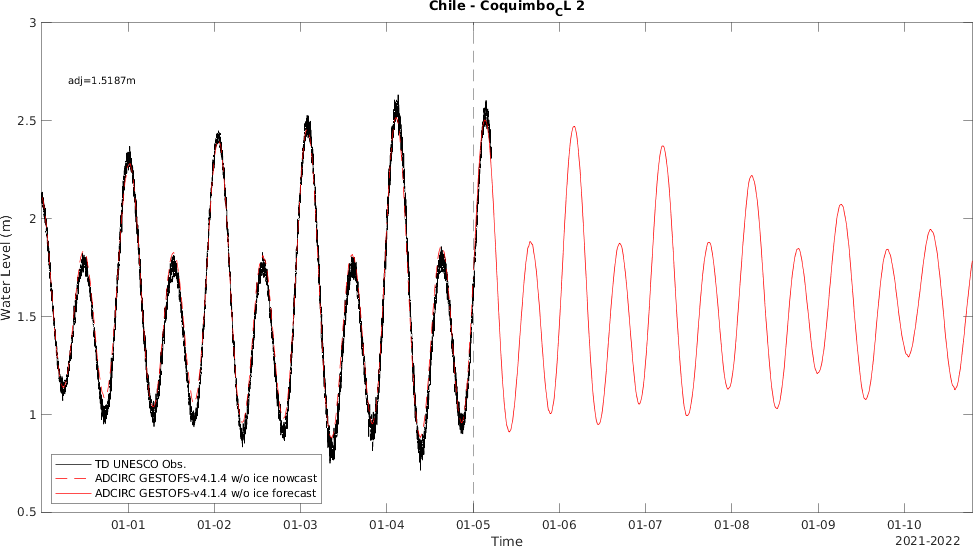 Chile - CoquimboCL 2
3
adj=1.5187m
2.5
2
Water Level (m)
1.5
1
TD UNESCO Obs.
ADCIRC GESTOFS-v4.1.4 w/o ice nowcast
ADCIRC GESTOFS-v4.1.4 w/o ice forecast
0.5
01-01 01-02 01-03 01-04 01-05 01-06 01-07 01-08 01-09 01-10
Time
2021-2022